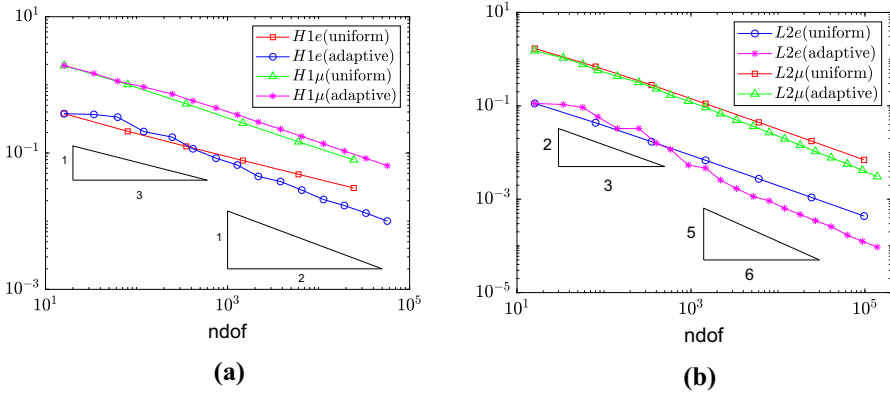 10^1
10^-1
10^-3
10^1
10^3
10^5
ndof
H1e(uniform)
H1e(adaptive)
H1μ(uniform)
H1μ(adaptive)
1
3
1
2
(a)
10^1
10^-1
10^-3
10^-5
10^1
10^3
10^5
ndof
L2e(uniform)
L2e(adaptive)
L2μ(uniform)
L2μ(adaptive)
2
3
5
6
(b)